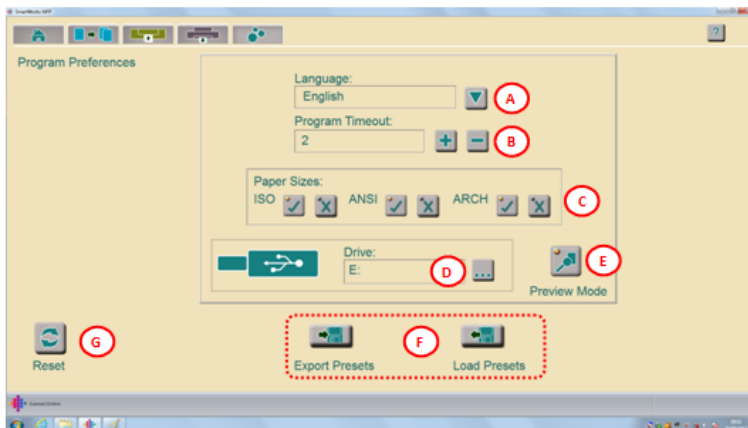 SmartWorks MFP
?
Program Preferences
Language:
English
A
Program Timeout:
2
B
Paper Sizes:
ISO ANSI ARCH
C
Drive:
E:
D
...
E
Preview Mode
G
F
Reset
Export Presets
Load Presets